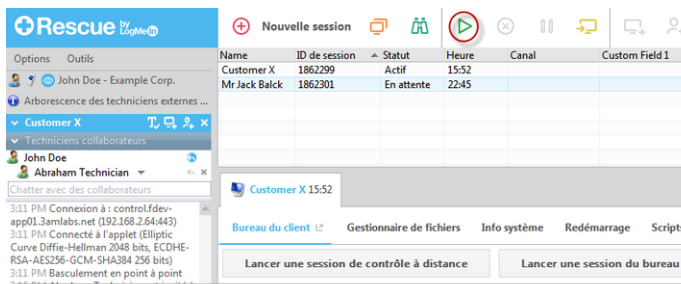 Rescue by LogMeIn
Nouvelle session
Options Outils
John Doe - Example Corp.
Arborescence des techniciens externes ...
Customer X
Techniciens collaborateurs
John Doe
Abraham Technician
Chatter avec des collaborateurs
3:11 PM Connexion à : control.fdev-
app01.3amlabs.net (192.168.2.64:443)
3:11 PM Connecté à l'applet (Elliptic
Curve Diffie-Hellman 2048 bits, ECDHE-
RSA-AES256-GCM-SHA384 256 bits)
3:11 PM Basculement en point à point
Name ID de session Statut Heure Canal Custom Field 1
Customer X 1862299 Actif 15:52
Mr Jack Balck 1862301 En attente 22:45
Customer X 15:52
Bureau du client Gestionnaire de fichiers Info système Redémarrage Scripts
Lancer une session de contrôle à distance Lancer une session du bureau